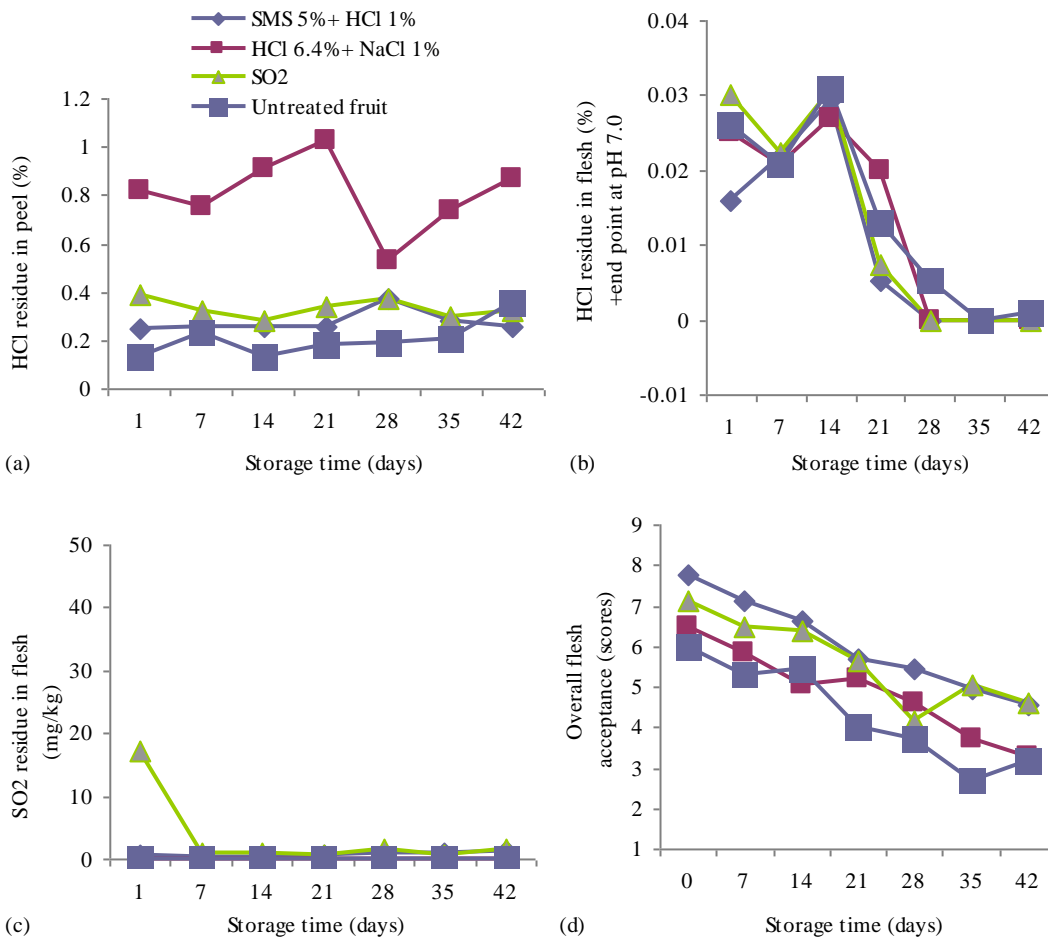 SMS 5%+ HCl 1%
HCl 6.4%+ NaCl 1%
SO2
Untreated fruit
HCl residue in peel (%)
1.2
1
0.8
0.6
0.4
0.2
0
1 7 14 21 28 35 42
Storage time (days)
(a)
HCl residue in flesh (%)
+end point at pH 7.0
0.04
0.03
0.02
0.01
0
-0.01
1 7 14 21 28 35 42
Storage time (days)
(b)
SO2 residue in flesh
(mg/kg)
50
40
30
20
10
0
1 7 14 21 28 35 42
Storage time (days)
(c)
Overall flesh
acceptance (scores)
9
8
7
6
5
4
3
2
1
0 7 14 21 28 35 42
Storage time (days)
(d)